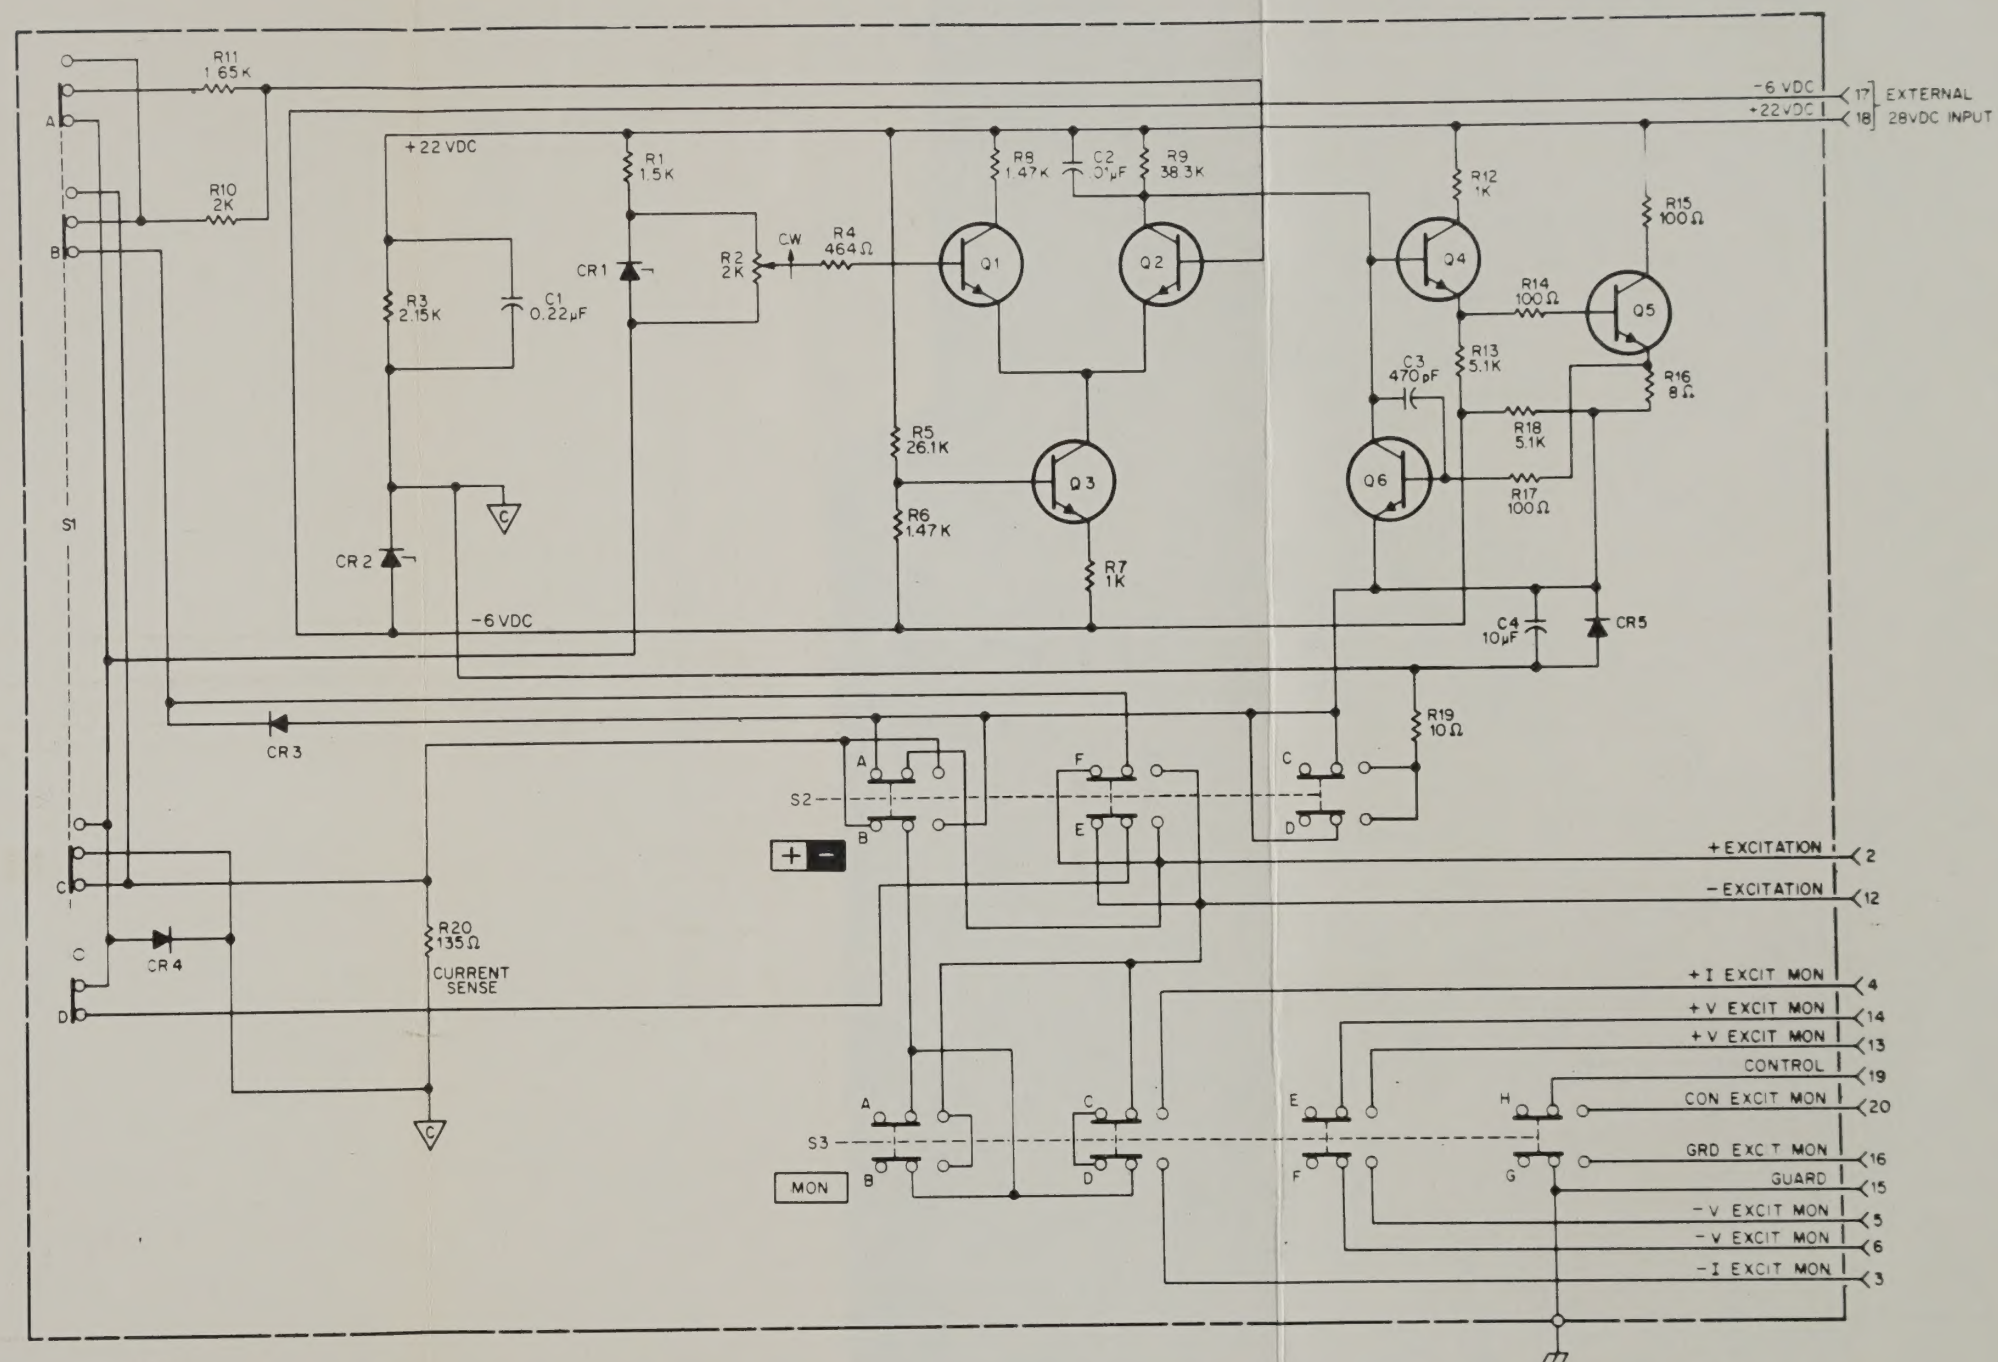 R11
1.65K
A
R10
2K
B
S1
+22VDC
R1
1.5K
CR1
R2
2K
CW
R4
464Ω
R3
2.15K
C1
0.22µF
C
CR2
-6VDC
R8
1.47K
C2
.01µF
R9
38.3K
Q1
Q2
R5
26.1K
R6
1.47K
Q3
R7
1K
R12
1K
Q4
R15
100Ω
R14
100Ω
Q5
R13
5.1K
C3
470pF
R16
8Ω
R18
5.1K
Q6
R17
100Ω
C4
10µF
CR5
R19
10Ω
-6 VDC
17
EXTERNAL
+22VDC
18
28VDC INPUT
CR3
A
S2
B
+ -
F
E
C
D
C
CR4
D
R20
135Ω
CURRENT
SENSE
C
A
S3
B
MON
C
D
E
F
H
G
+ EXCITATION
2
- EXCITATION
12
+ I EXCIT MON
4
+ V EXCIT MON
14
+ V EXCIT MON
13
CONTROL
19
CON EXCIT MON
20
GRD EXCIT MON
16
GUARD
15
- V EXCIT MON
5
- V EXCIT MON
6
- I EXCIT MON
3